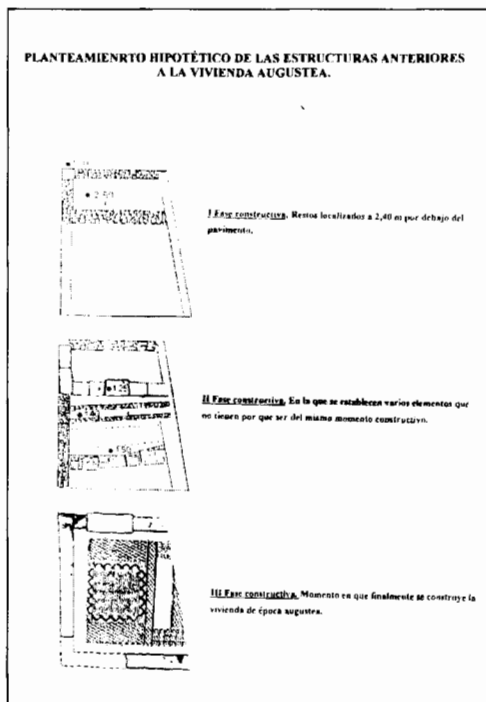 PLANTEAMIENRTO HIPOTÉTICO DE LAS ESTRUCTURAS ANTERIORES
A LA VIVIENDA AUGUSTEA.
I Fase constructiva. Restos localizados a 2,40 m por debajo del
pavimento.
II Fase constructiva. En la que se establecen varios elementos que
no tienen por que ser del mismo momento constructivo.
III Fase constructiva. Momento en que finalmente se construye la
vivienda de época augustea.